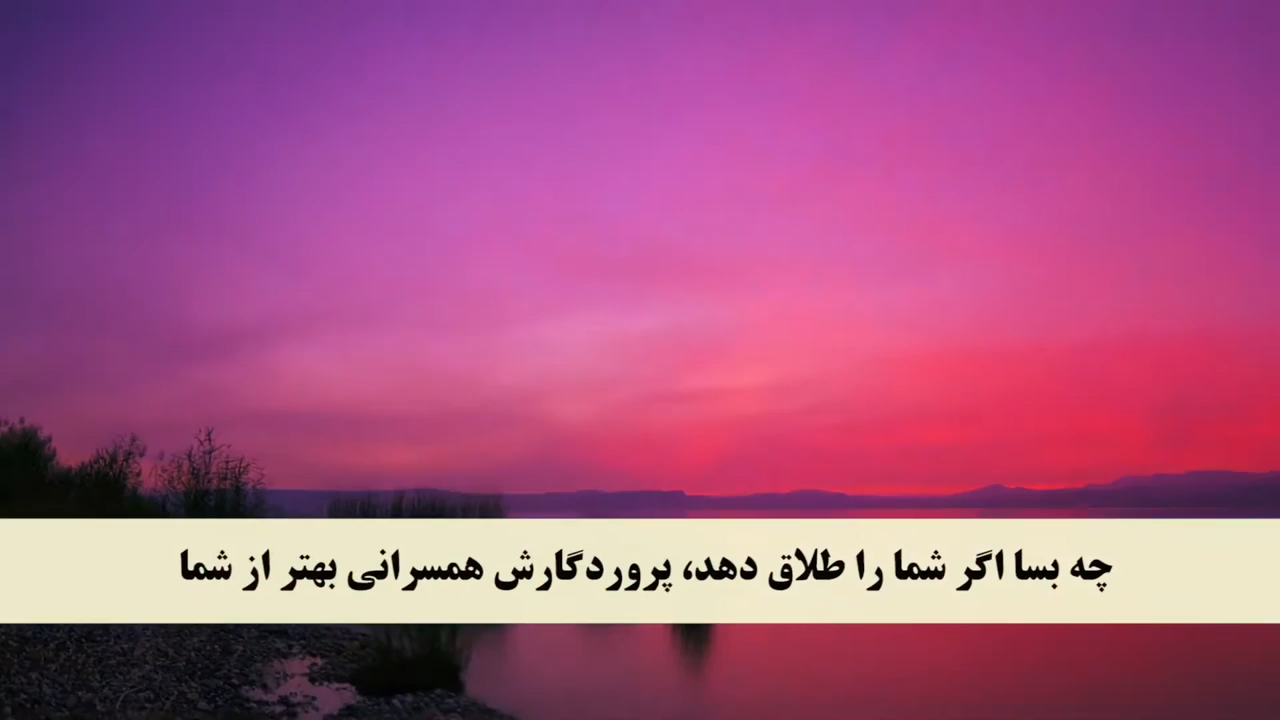 چه بسا اگر شما را طلاق دهد، پروردگارش همسرانی بهتر از شما